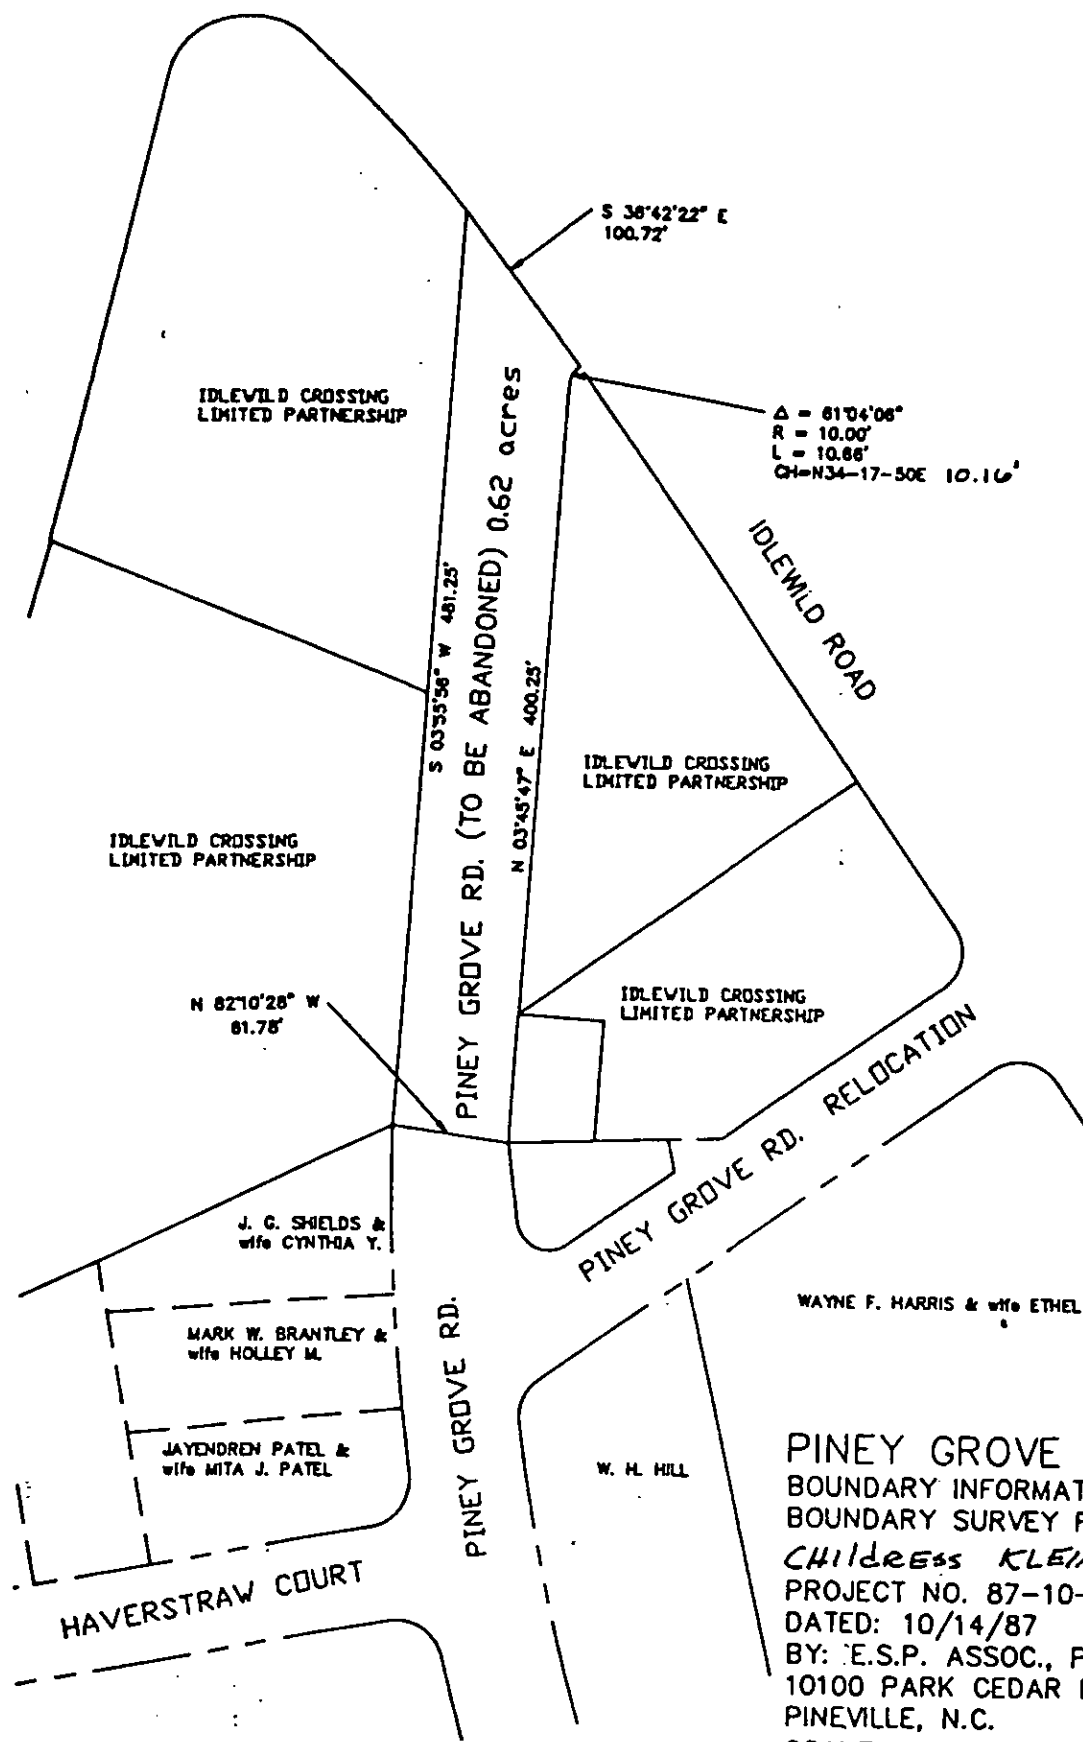 S 38°42'22" E
100.72'
IDLEWILD CROSSING
LIMITED PARTNERSHIP
Δ = 61°04'06"
R = 10.00'
L = 10.66'
CH=N34-17-50E 10.16'
IDLEWILD ROAD
S 03°55'56" W 481.25'
PINEY GROVE RD. (TO BE ABANDONED) 0.62 acres
N 03°45'47" E 400.25'
IDLEWILD CROSSING
LIMITED PARTNERSHIP
IDLEWILD CROSSING
LIMITED PARTNERSHIP
N 82°10'28" W
61.78'
IDLEWILD CROSSING
LIMITED PARTNERSHIP
PINEY GROVE RD. RELOCATION
J. G. SHIELDS &
wife CYNTHIA Y.
WAYNE F. HARRIS & wife ETHEL
MARK W. BRANTLEY &
wife HOLLEY M.
PINEY GROVE RD.
JAYENDREN PATEL &
wife MITA J. PATEL
W. H. HILL
HAVERSTRAW COURT
PINEY GROVE
BOUNDARY INFORMAT
BOUNDARY SURVEY F
CHildRESS KLEI
PROJECT NO. 87-10-
DATED: 10/14/87
BY: E.S.P. ASSOC., P
10100 PARK CEDAR
PINEVILLE, N.C.